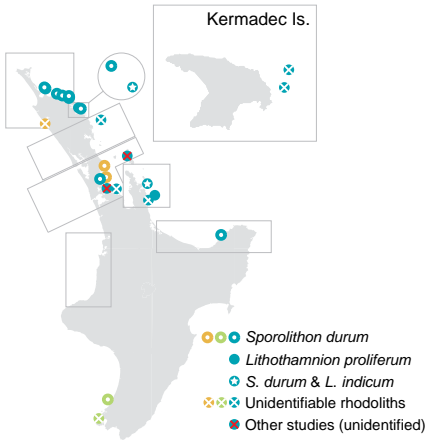 Kermadec Is.
Sporolithon durum
Lithothamnion proliferum
S. durum & L. indicum
Unidentifiable rhodoliths
Other studies (unidentified)